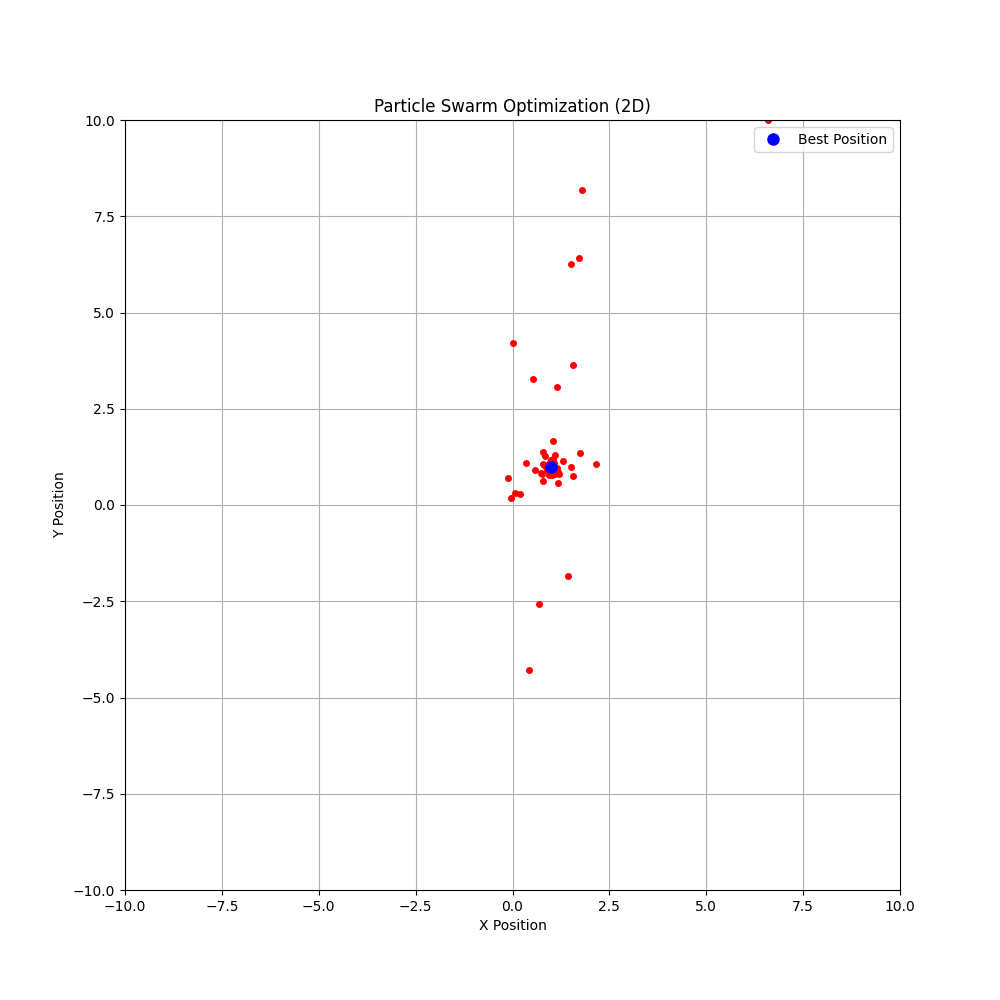 Particle Swarm Optimization (2D)
Best Position
10.0
7.5
5.0
2.5
0.0
−2.5
−5.0
−7.5
−10.0
Y Position
−10.0 −7.5 −5.0 −2.5 0.0 2.5 5.0 7.5 10.0
X Position